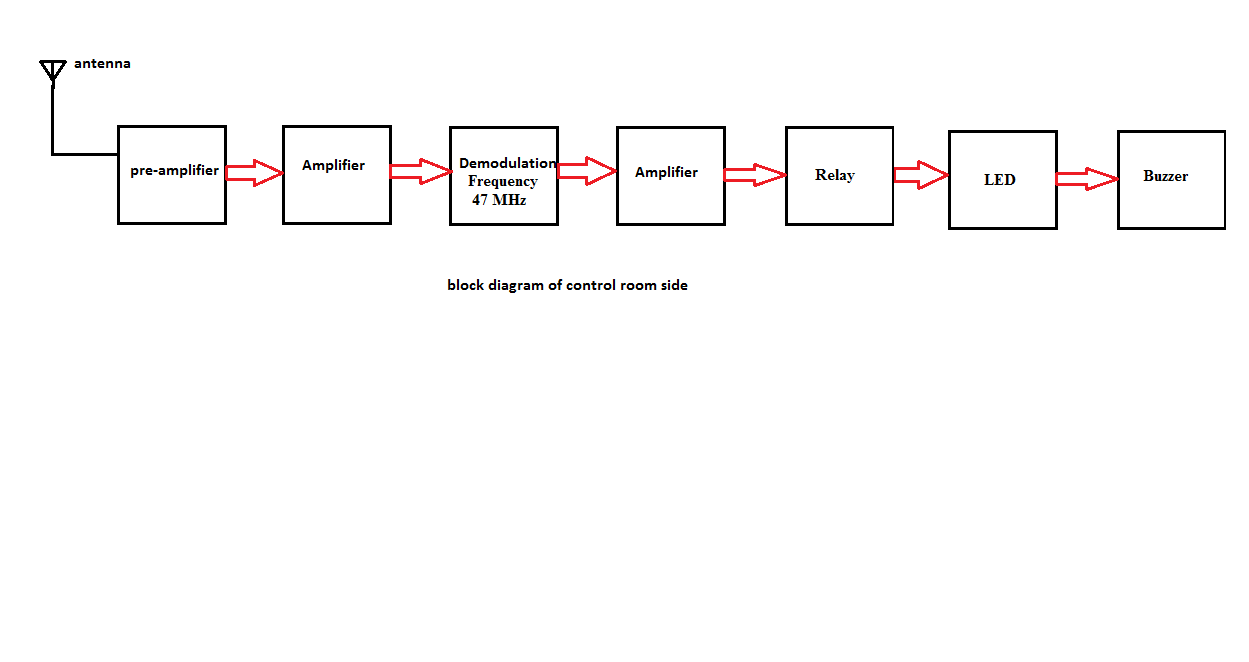 antenna
pre-amplifier
Amplifier
Demodulation
Frequency
47 MHz
Amplifier
Relay
LED
Buzzer
block diagram of control room side